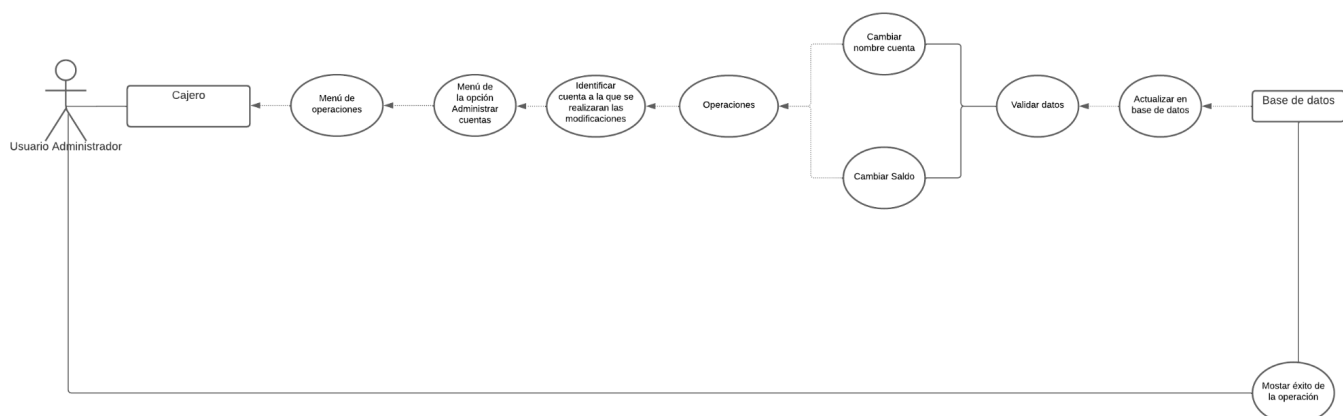 Usuario Administrador
Cajero
Menú de
operaciones
Menú de
la opción
Administrar
cuentas
Identificar
cuenta a la que se
realizaran las
modificaciones
Operaciones
Cambiar
nombre cuenta
Cambiar Saldo
Validar datos
Actualizar en
base de datos
Base de datos
Mostar éxito de
la operación